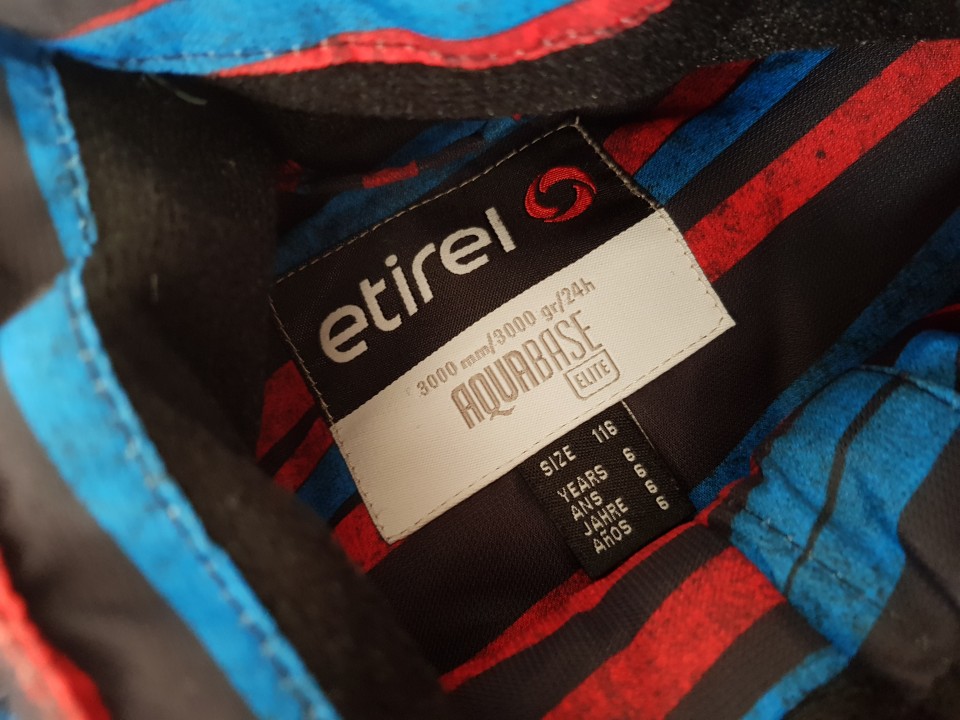 etirel
3000 mm/3000 gr/24h
AQUABASE
ELITE
SIZE 116
YEARS 6
ANS 6
JAHRE 6
AÑOS 6